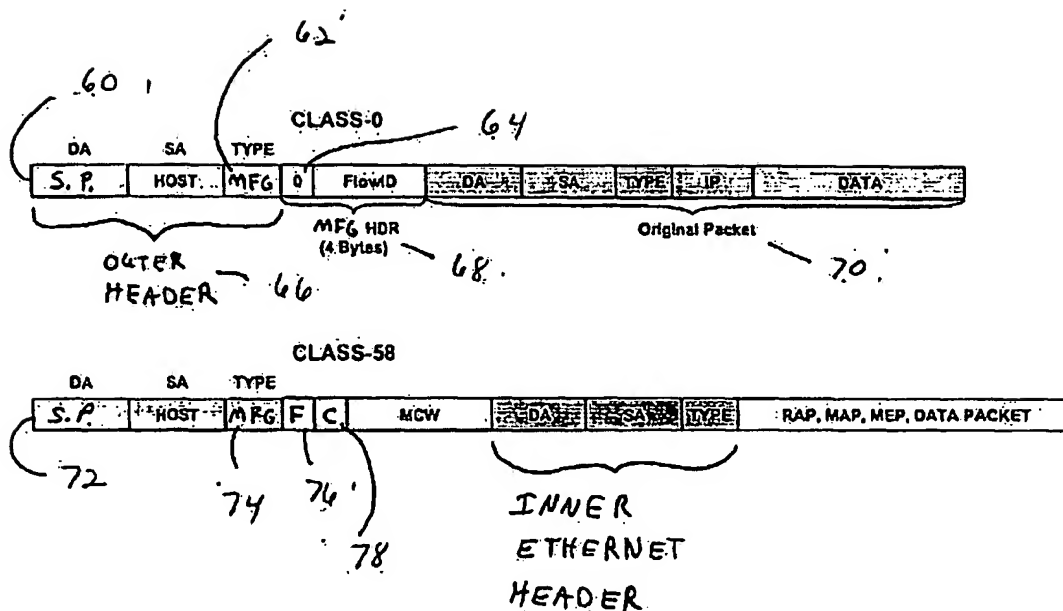 62
60
CLASS-0
64
DA SA TYPE
S. P. HOST MFG 0 FlowID DA SA TYPE IP DATA
MFG HDR
(4 Bytes)
Original Packet
OUTER
HEADER
66
68
70
CLASS-58
DA SA TYPE
S. P. HOST MFG F C MCW DA SA TYPE RAP, MAP, MEP, DATA PACKET
72
74
76
78
INNER
ETHERNET
HEADER